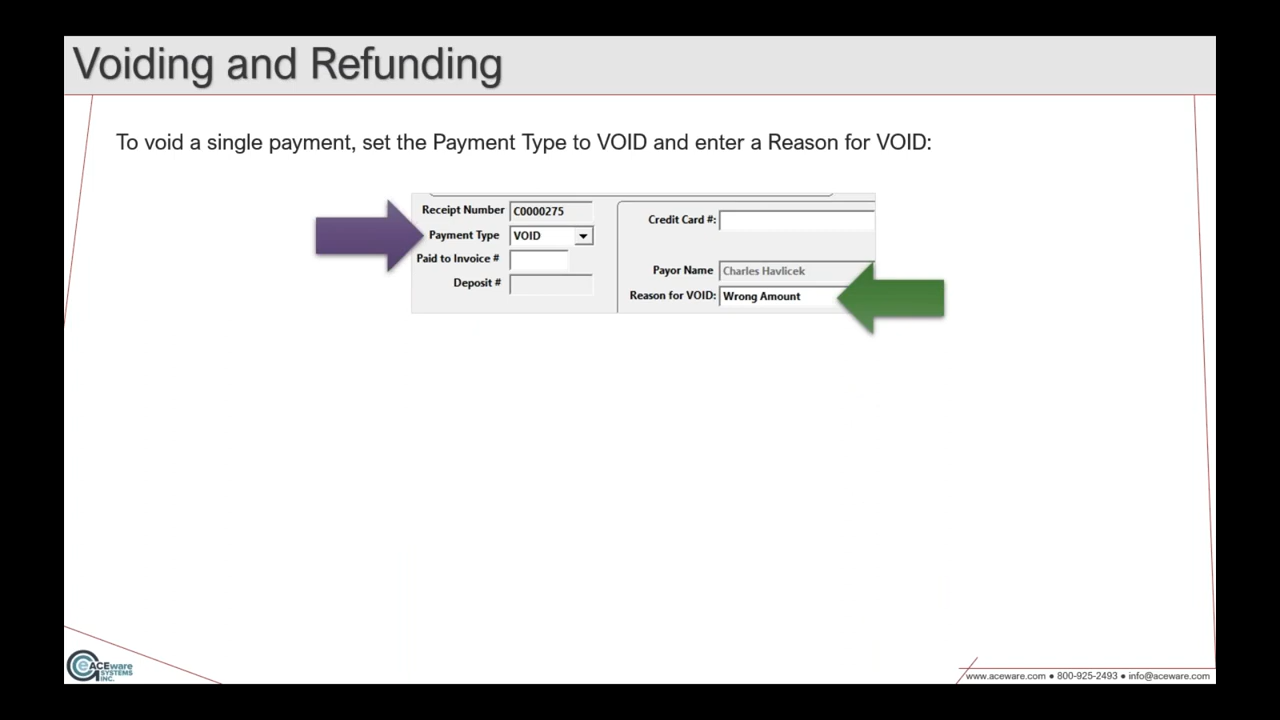 Voiding and Refunding
To void a single payment, set the Payment Type to VOID and enter a Reason for VOID:
Receipt Number C0000275
Payment Type VOID
Paid to Invoice #
Deposit #
Credit Card #:
Payor Name Charles Havlicek
Reason for VOID: Wrong Amount
ACEware
SYSTEMS
INC.
www.aceware.com ● 800-925-2493 ● info@aceware.com